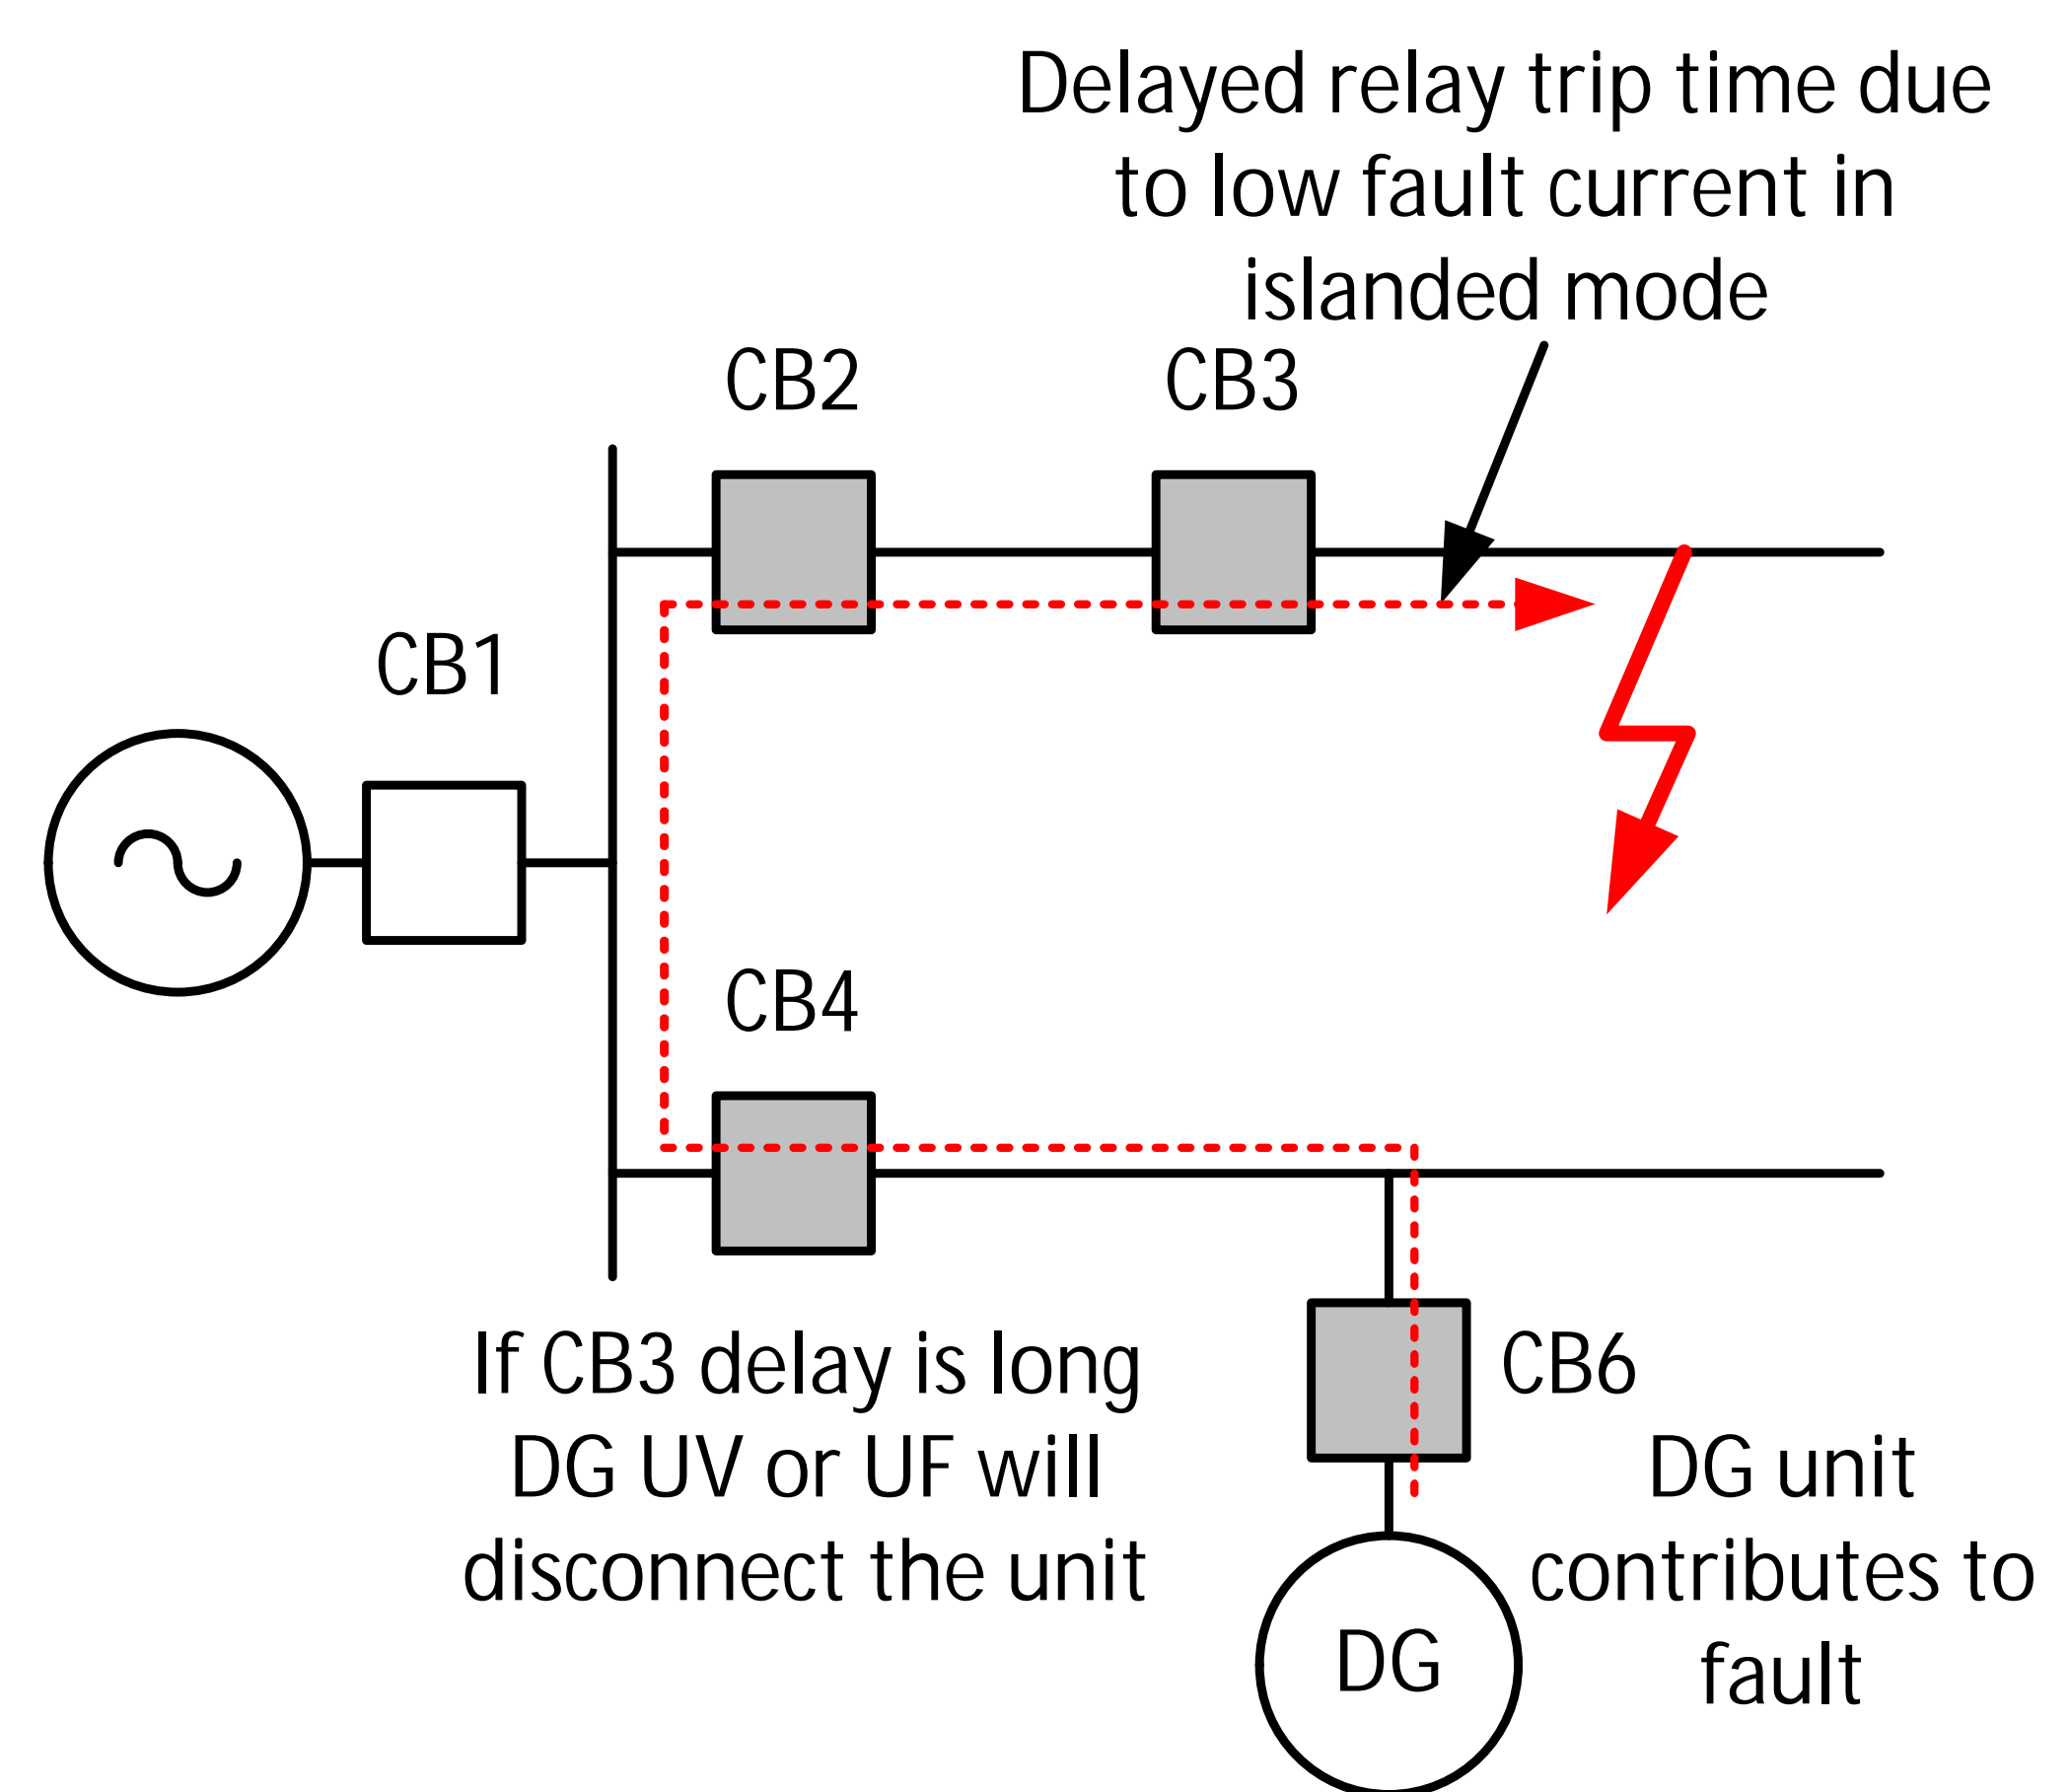 Delayed relay trip time due
to low fault current in
islanded mode
CB2
CB3
CB1
CB4
If CB3 delay is long
DG UV or UF will
disconnect the unit
CB6
DG unit
contributes to
fault
DG